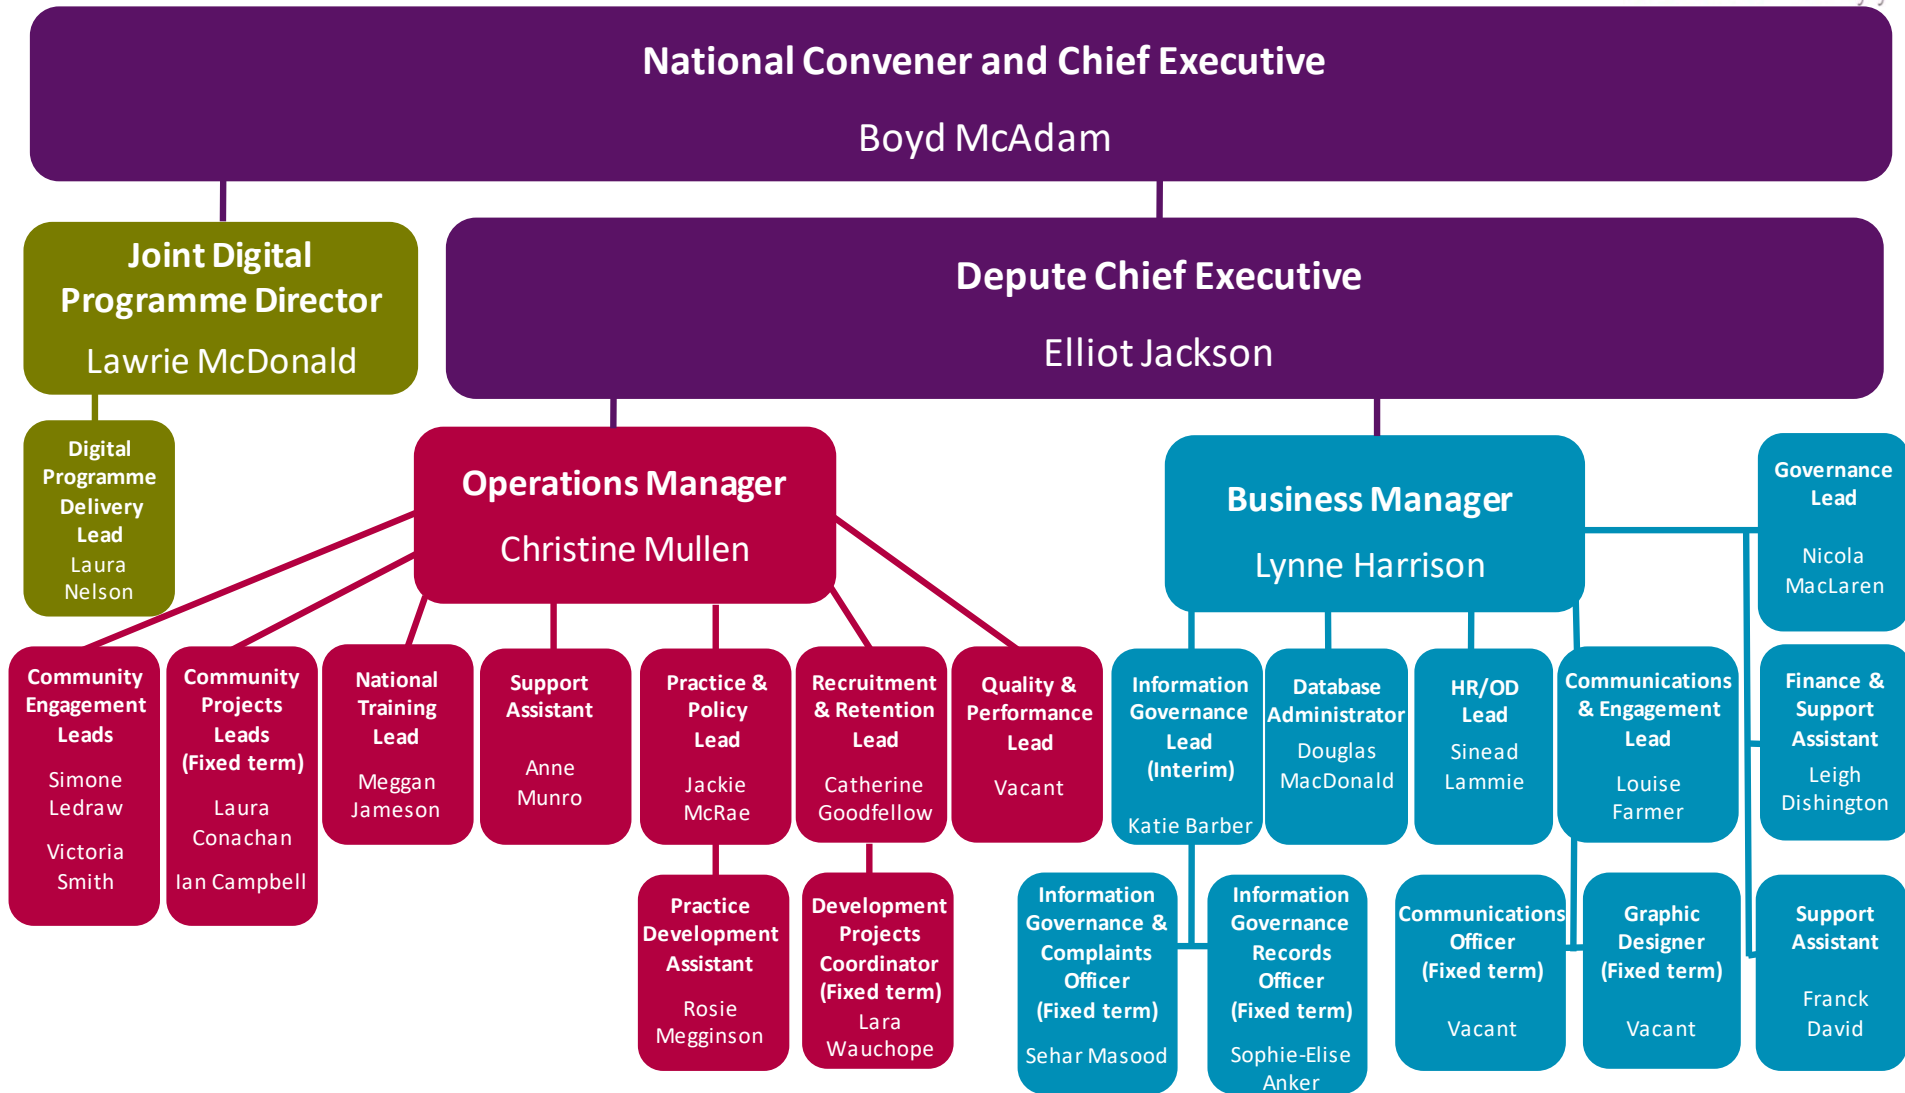 National Convener and Chief Executive
Boyd McAdam
Joint Digital
Programme Director
Lawrie McDonald
Depute Chief Executive
Elliot Jackson
Digital
Programme
Delivery
Lead
Laura
Nelson
Operations Manager
Christine Mullen
Business Manager
Lynne Harrison
Governance
Lead
Nicola
MacLaren
Community
Engagement
Leads
Simone
Ledraw
Victoria
Smith
Community
Projects
Leads
(Fixed term)
Laura
Conachan
Ian Campbell
National
Training
Lead
Meggan
Jameson
Support
Assistant
Anne
Munro
Practice &
Policy
Lead
Jackie
McRae
Recruitment
& Retention
Lead
Catherine
Goodfellow
Quality &
Performance
Lead
Vacant
Information
Governance
Lead
(Interim)
Katie Barber
Database
Administrator
Douglas
MacDonald
HR/OD
Lead
Sinead
Lammie
Communications
& Engagement
Lead
Louise
Farmer
Finance &
Support
Assistant
Leigh
Dishington
Practice
Development
Assistant
Rosie
Megginson
Development
Projects
Coordinator
(Fixed term)
Lara
Wauchope
Information
Governance &
Complaints
Officer
(Fixed term)
Sehar Masood
Information
Governance
Records
Officer
(Fixed term)
Sophie-Elise
Anker
Communications
Officer
(Fixed term)
Vacant
Graphic
Designer
(Fixed term)
Vacant
Support
Assistant
Franck
David